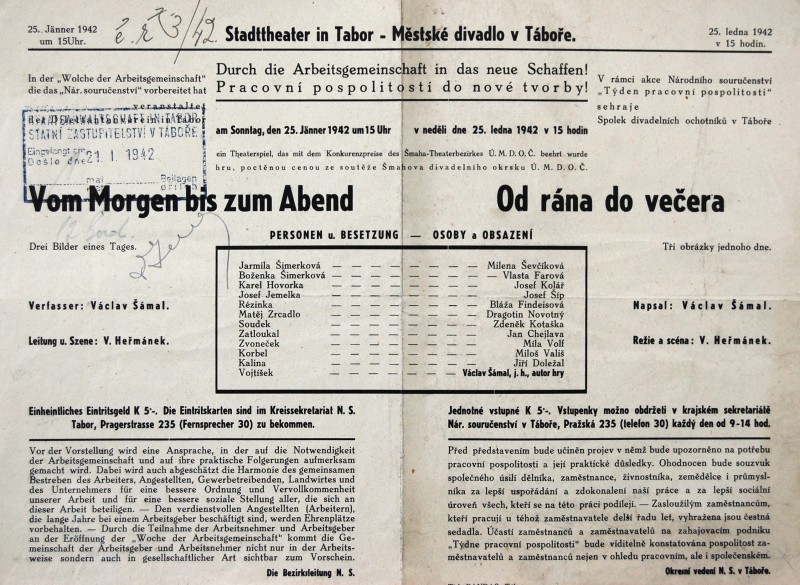 25. Jänner 1942
um 15Uhr.
č. ř. 3/42
Stadttheater in Tabor - Městské divadlo v Táboře.
25. ledna 1942
v 15 hodin.
In der „Wolche der Arbeitsgemeinschaft"
die das „Nár. souručenství" vorbereitet hat
veranstaltet
Durch die Arbeitsgemeinschaft in das neue Schaffen!
Pracovní pospolitostí do nové tvorby!
V rámci akce Národního souručenství
„Týden pracovní pospolitosti"
sehraje
Spolek divadelních ochotníků v Táboře
STAATSANWALTSCHAFT IN TABOR
STÁTNÍ ZASTUPITELSTVÍ V TÁBOŘE
Eingelangt am
Došlo dne 21. I. 1942
mal Beilagen
příloh
am Sonntag, den 25. Jänner 1942 um 15 Uhr v neděli dne 25. ledna 1942 v 15 hodin
ein Theaterspiel, das mit dem Konkurenzpreise des Šmaha-Theaterbezirkes Ú. M. D. O. Č. beehrt wurde
hru, poctěnou cenou ze soutěže Šmahova divadelního okrsku Ú. M. D. O. Č.
Vom Morgen bis zum Abend
Od rána do večera
PERSONEN u. BESETZUNG — OSOBY a OBSAZENÍ
Drei Bilder eines Tages.
Tři obrázky jednoho dne.
Jarmila Šimerková — — — — — — — — Milena Ševčíková
Boženka Šimerková — — — — — — — — Vlasta Farová
Karel Hovorka — — — — — — — — Josef Kolář
Josef Jemelka — — — — — — — — Josef Šíp
Rézinka — — — — — — — — Bláža Findeisová
Matěj Zrcadlo — — — — — — — — Dragotin Novotný
Soudek — — — — — — — — Zdeněk Kotaška
Zatloukal — — — — — — — — Jan Chejlava
Zvoneček — — — — — — — — Míla Volf
Korbel — — — — — — — — Miloš Vališ
Kalina — — — — — — — — Jiří Doležal
Vojtíšek — — — — — — — — Václav Šámal, j. h., autor hry
Verfasser: Václav Šámal.
Leitung u. Szene: V. Heřmánek.
Napsal: Václav Šámal.
Režie a scéna: V. Heřmánek.
Einheintliches Eintritsgeld K 5·-. Die Eintritskarten sind im Kreissekretariat N. S.
Tabor, Pragerstrasse 235 (Fernsprecher 30) zu bekommen.
Jednotné vstupné K 5·-. Vstupenky možno obdržeti v krajském sekretariátě
Nár. souručenství v Táboře, Pražská 235 (telefon 30) každý den od 9-14 hod.
Vor der Vorstellung wird eine Ansprache, in der auf die Notwendigkeit
der Arbeitsgemeinschaft und auf ihre praktische Folgerungen aufmerksam
gemacht wird. Dabei wird auch abgeschätzt die Harmonie des gemeinsamen
Bestreben des Arbeiters, Angestellten, Gewerbetreibenden, Landwirtes und
des Unternehmers für eine bessere Ordnung und Vervollkommenheit
unserer Arbeit und für eine bessere soziale Stellung aller, die sich an
dieser Arbeit beteiligen. — Den verdienstvollen Angestellten (Arbeitern),
die lange Jahre bei einem Arbeitgeber beschäftigt sind, werden Ehrenplätze
vorbehalten. — Durch die Teilnahme der Arbeitnehmer und Arbeitgeber
an der Eröffnung der „Woche der Arbeitsgemeinschaft" kommt die Ge-
meinschaft der Arbeitgeber und Arbeitnehmer nicht nur in der Arbeits-
weise sondern auch in gesellschaftlicher Art sichtbar zum Vorschein.
Die Bezirkleitung N. S.
Před představením bude učiněn projev v němž bude upozorněno na potřebu
pracovní pospolitosti a její praktické důsledky. Ohodnocen bude souzvuk
společného úsilí dělníka, zaměstnance, živnostníka, zemědělce i průmysl-
níka za lepší uspořádání a zdokonalení naší práce a za lepší sociální
úroveň všech, kteří se na této práci podílejí. — Zasloužilým zaměstnancům,
kteří pracují u téhož zaměstnavatele delší řadu let, vyhražena jsou čestná
sedadla. Účastí zaměstnanců a zaměstnavatelů na zahajovacím podniku
„Týdne pracovní pospolitosti" bude viditelně konstatována pospolitost za-
městnavatelů a zaměstnanců nejen v ohledu pracovním, ale i společenském.
Okresní vedení N. S. v Táboře.